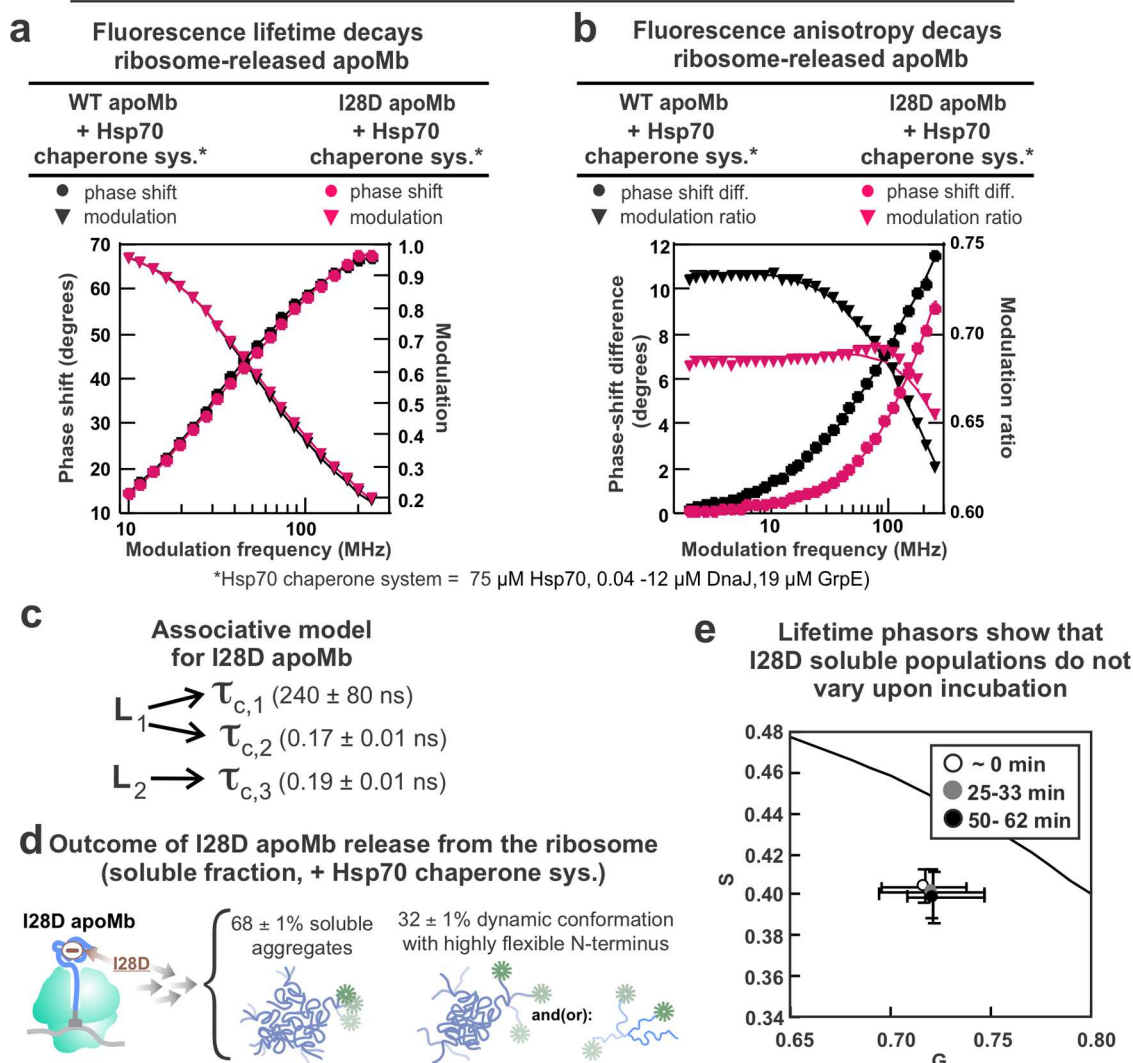 a
Fluorescence lifetime decays
ribosome-released apoMb
WT apoMb
+ Hsp70
chaperone sys.*
I28D apoMb
+ Hsp70
chaperone sys.*
phase shift
modulation
phase shift
modulation
70
60
50
40
30
20
10
Phase shift (degrees)
1.0
0.9
0.8
0.7
0.6
0.5
0.4
0.3
0.2
Modulation
10
100
Modulation frequency (MHz)
b
Fluorescence anisotropy decays
ribosome-released apoMb
WT apoMb
+ Hsp70
chaperone sys.*
I28D apoMb
+ Hsp70
chaperone sys.*
phase shift diff.
modulation ratio
phase shift diff.
modulation ratio
12
10
8
6
4
2
0
Phase-shift difference
(degrees)
0.75
0.70
0.65
0.60
Modulation ratio
10
100
Modulation frequency (MHz)
*Hsp70 chaperone system = 75 µM Hsp70, 0.04 -12 µM DnaJ,19 µM GrpE)
c
Associative model
for I28D apoMb
L1
τc,1 (240 ± 80 ns)
τc,2 (0.17 ± 0.01 ns)
L2
τc,3 (0.19 ± 0.01 ns)
d Outcome of I28D apoMb release from the ribosome
(soluble fraction, + Hsp70 chaperone sys.)
I28D apoMb
I28D
68 ± 1% soluble
aggregates
32 ± 1% dynamic conformation
with highly flexible N-terminus
and(or):
e
Lifetime phasors show that
I28D soluble populations do not
vary upon incubation
~ 0 min
25-33 min
50- 62 min
0.48
0.46
0.44
0.42
0.40
0.38
0.36
0.34
S
0.65
0.70
0.75
0.80
G